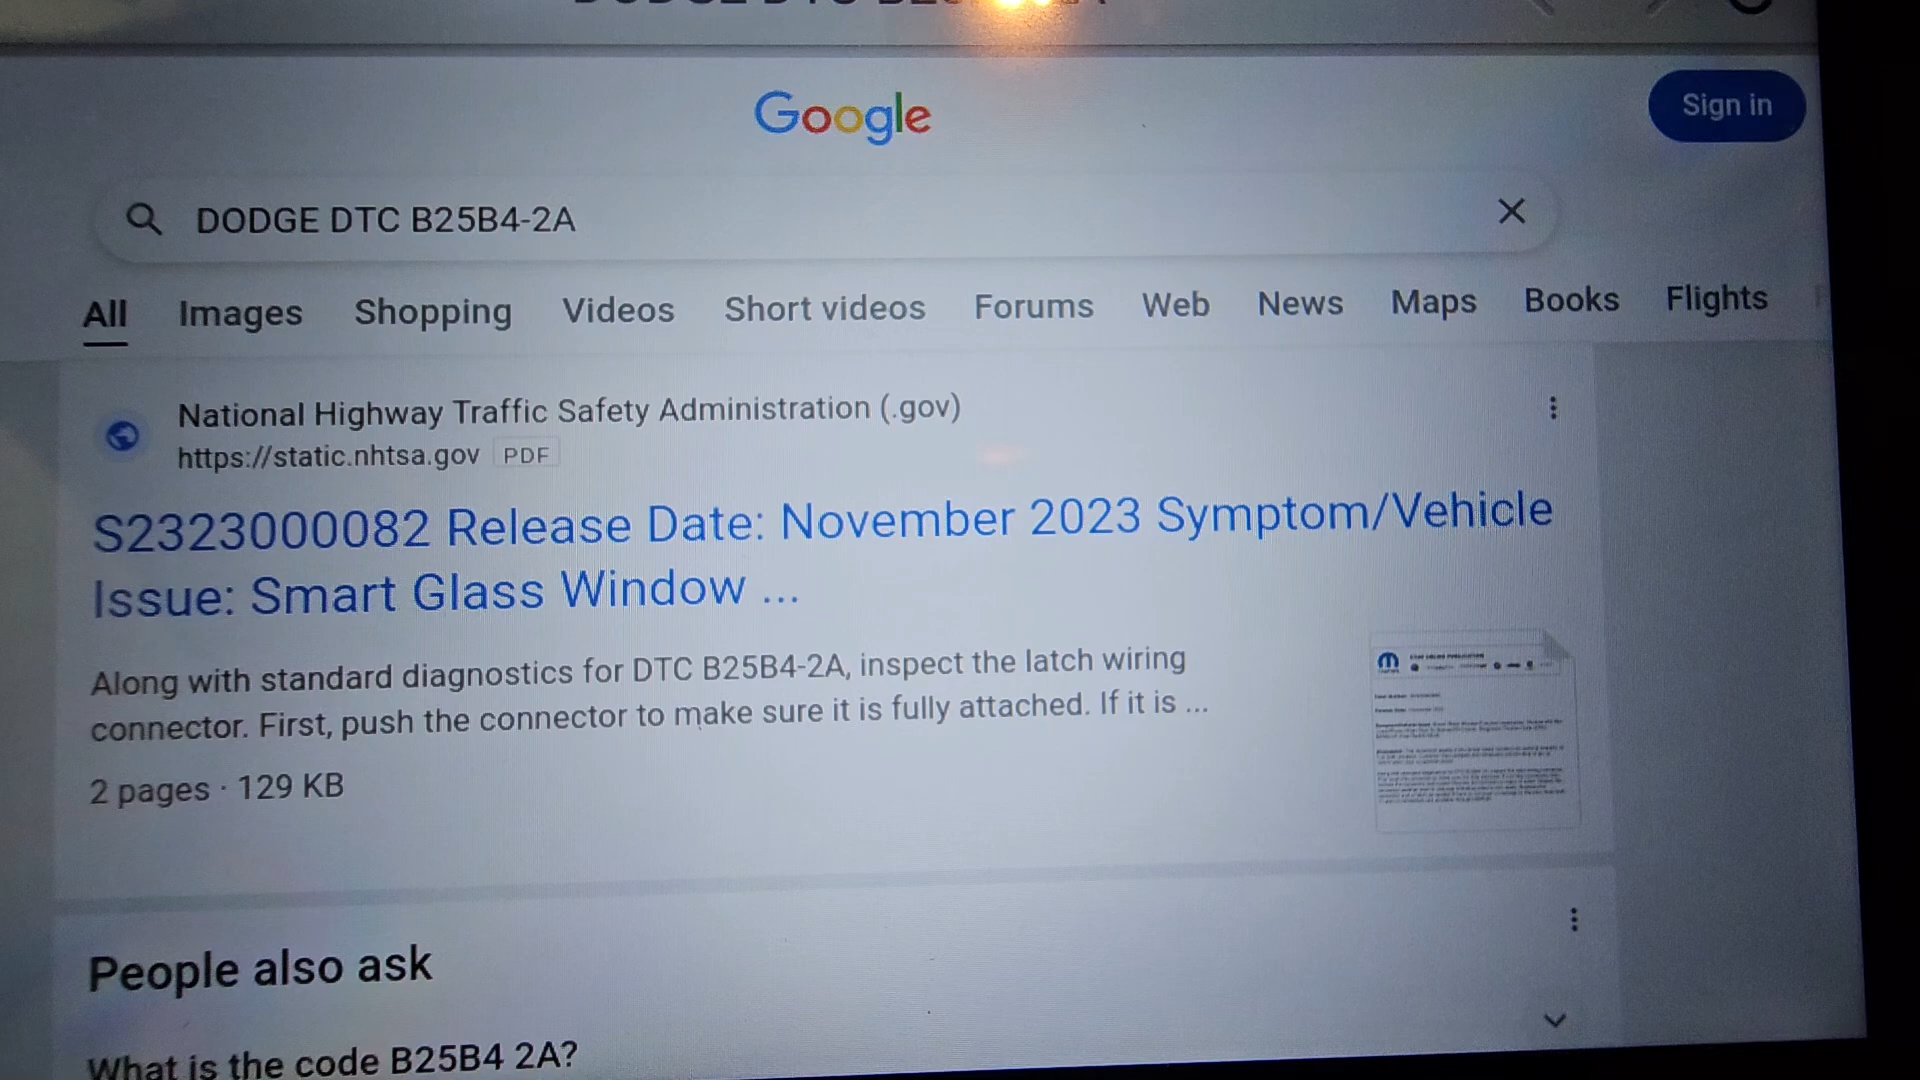 Google
Sign in
DODGE DTC B25B4-2A
All Images Shopping Videos Short videos Forums Web News Maps Books Flights
National Highway Traffic Safety Administration (.gov)
https://static.nhtsa.gov PDF
S2323000082 Release Date: November 2023 Symptom/Vehicle
Issue: Smart Glass Window ...
Along with standard diagnostics for DTC B25B4-2A, inspect the latch wiring
connector. First, push the connector to make sure it is fully attached. If it is ...
2 pages · 129 KB
People also ask
What is the code B25B4 2A?